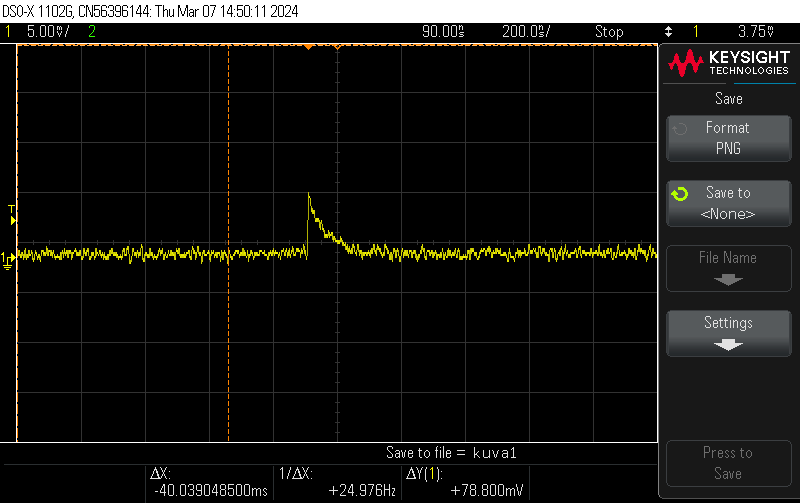 DSO-X 1102G, CN56396144: Thu Mar 07 14:50:11 2024
1 5.00V/ 2 90.00s 200.0s/ Stop 1 3.75V
KEYSIGHT
TECHNOLOGIES
Save
Format
PNG
Save to
<None>
File Name
Settings
T
1
Save to file = kuva1
Press to
Save
ΔX:
-40.039048500ms
1/ΔX:
+24.976Hz
ΔY(1):
+78.800mV